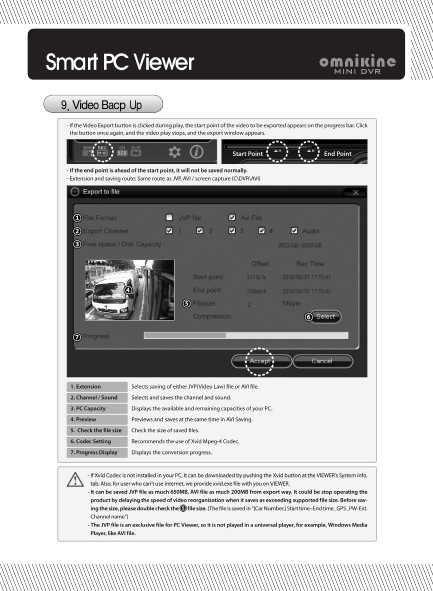 Smart PC Viewer
omnikine
MINI DVR
9. Video Bacp Up
- If the Video Export button is clicked during play, the start point of the video to be exported appears on the progress bar. Click
the button once again, and the video play stops, and the export window appears.
REC
Start Point
End Point
- If the end point is ahead of the start point, it will not be saved normally.
- Extension and saving route: Same route as JVP, AVI / screen capture (C:\DVR\AVI)
Export to file
1 File Format JVP file Avi File
2 Export Channel 1 2 3 4 Audio
3 Free space / Disk Capacity :
Offset Rec Time
Start point
End point
4
5 Filesize 2 Mbyte
Compression
6 Select
7 Progress
Accept Cancel
1. Extension Selects saving of either JVP(Video Law) file or AVI file.
2. Channel / Sound Selects and saves the channel and sound.
3. PC Capacity Displays the available and remaining capacities of your PC.
4. Preview Previews and saves at the same time in AVI Saving.
5. Check the file size Check the size of saved files.
6. Codec Setting Recommends the use of Xvid Mpeg-4 Codec.
7. Progress Display Displays the conversion progress.
- If Xvid Codec is not installed in your PC, it can be downloaded by pushing the Xvid button at the VIEWER's System info.
tab. Also, for user who can't use internet, we provide xvid.exe file with you on VIEWER.
- It can be saved JVP file as much 650MB, AVI file as much 200MB from export way. It could be stop operating the
product by delaying the speed of video reorganization when it saves as exceeding supported file size. Before sav-
ing the size, please double check the 5 file size. (The file is saved in "[Car Number.] Start time~End time_GPS_PW-Ext.
Channel name")
- The JVP file is an exclusive file for PC Viewer, so it is not played in a universal player, for example, Windows Media
Player, like AVI file.